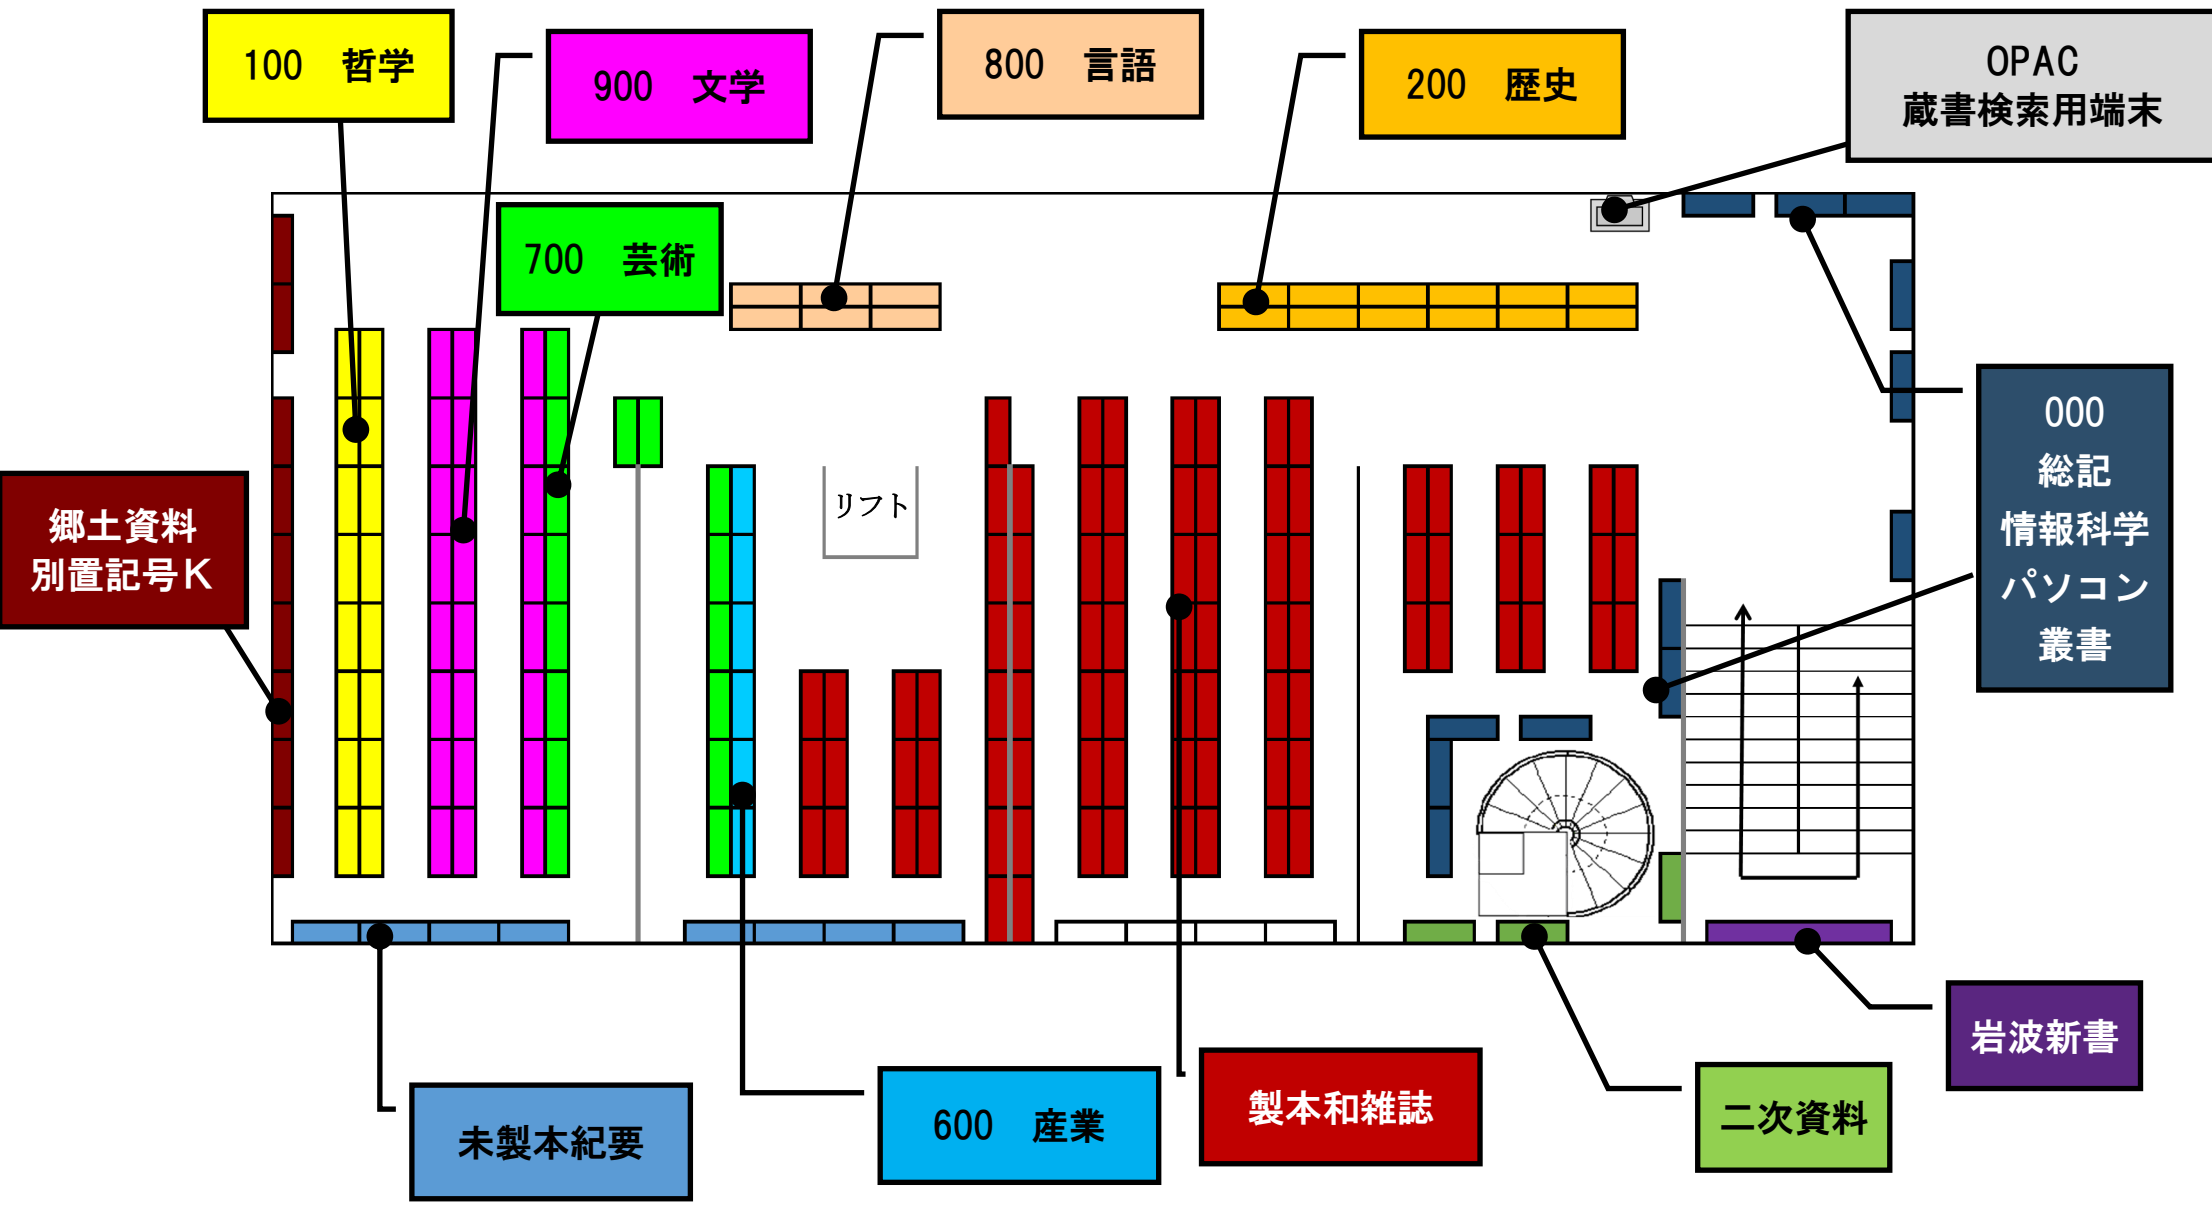 100 哲学
900 文学
800 言語
200 歴史
OPAC
蔵書検索用端末
700 芸術
リフト
000
総記
情報科学
パソコン
叢書
郷土資料
別置記号K
岩波新書
二次資料
製本和雑誌
600 産業
未製本紀要